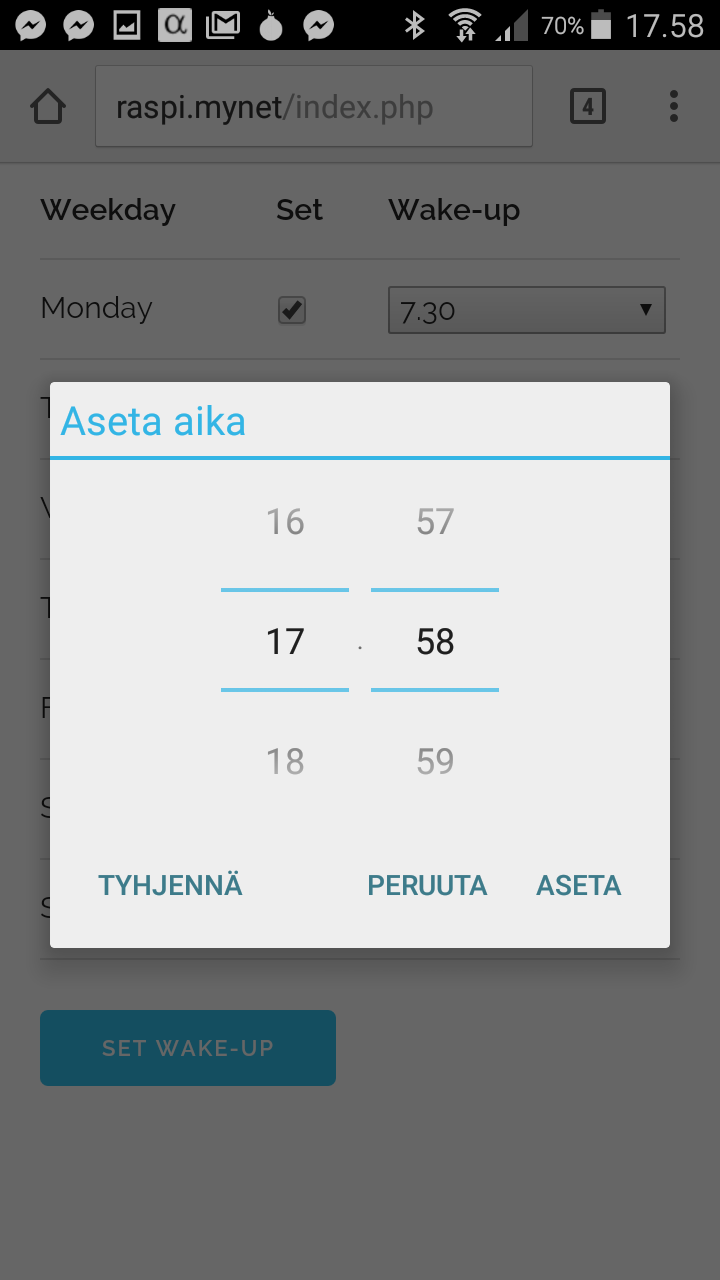 70% 17.58
raspi.mynet/index.php 4
Weekday Set Wake-up
Monday 7.30
Aseta aika
16 57
17 . 58
18 59
TYHJENNÄ PERUUTA ASETA
SET WAKE-UP